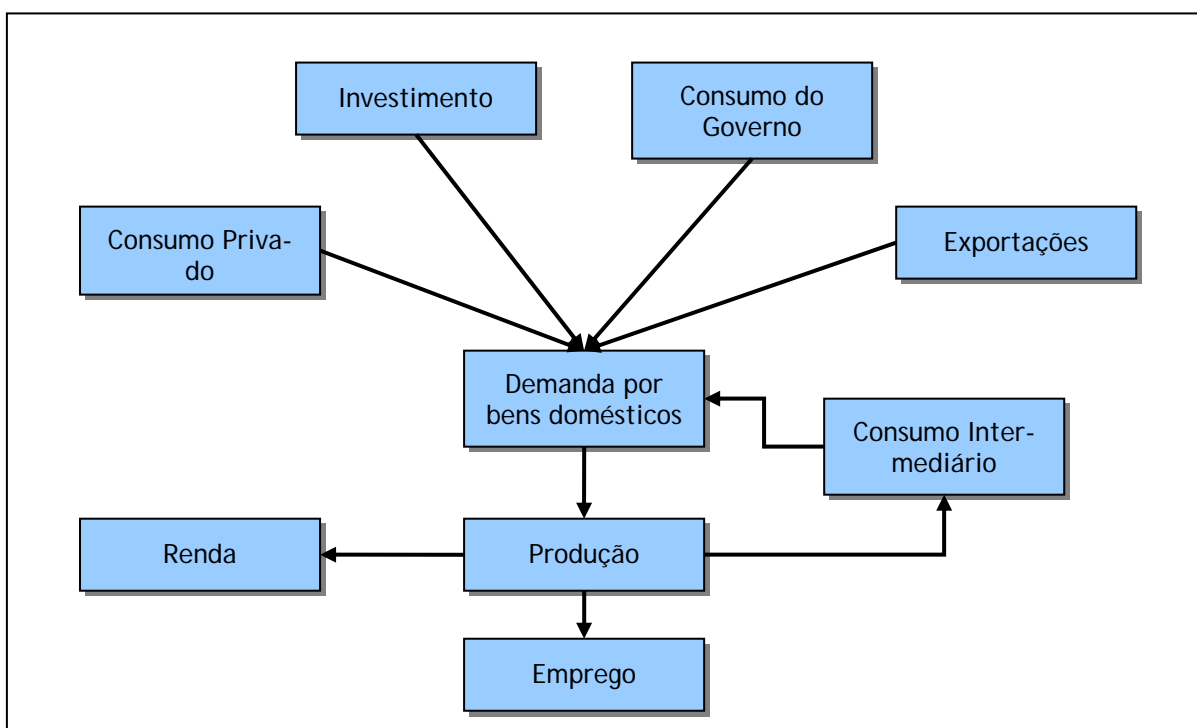 Investimento
Consumo do
Governo
Consumo Priva-
do
Exportações
Demanda por
bens domésticos
Consumo Inter-
mediário
Renda
Produção
Emprego